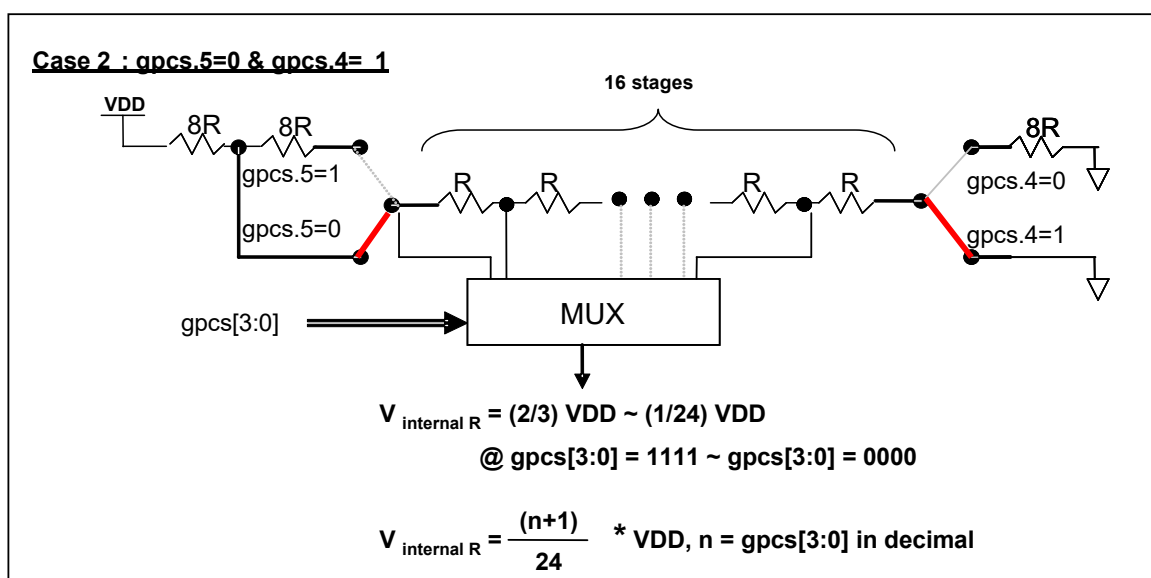 Case 2 : gpcs.5=0 & gpcs.4= 1
16 stages
VDD
8R 8R 8R
gpcs.5=1
R R R R
gpcs.4=0
gpcs.5=0
gpcs.4=1
gpcs[3:0]
MUX
V internal R = (2/3) VDD ~ (1/24) VDD
@ gpcs[3:0] = 1111 ~ gpcs[3:0] = 0000
V internal R = (n+1) / 24 * VDD, n = gpcs[3:0] in decimal